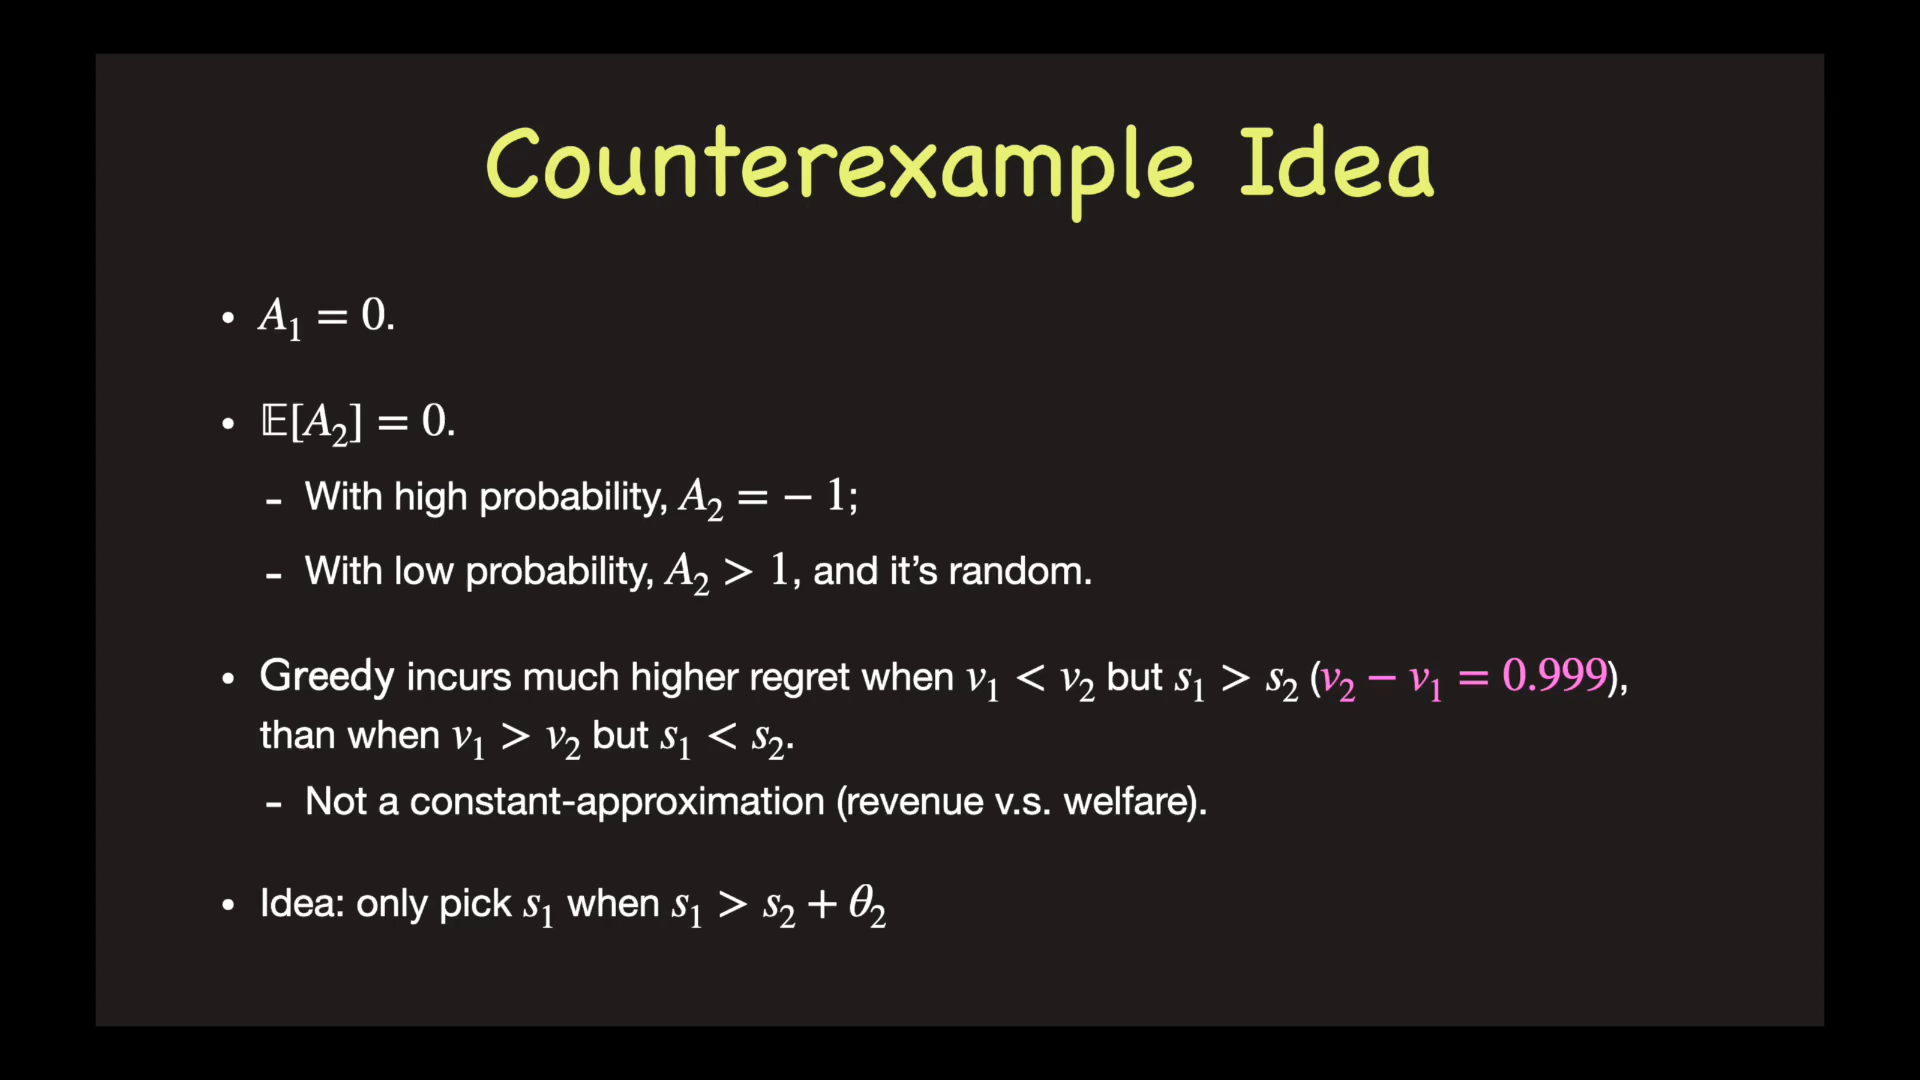 Counterexample Idea
• A₁ = 0.
• 𝔼[A₂] = 0.
- With high probability, A₂ = − 1;
- With low probability, A₂ > 1, and it’s random.
• Greedy incurs much higher regret when v₁ < v₂ but s₁ > s₂ (v₂ − v₁ = 0.999),
than when v₁ > v₂ but s₁ < s₂.
- Not a constant-approximation (revenue v.s. welfare).
• Idea: only pick s₁ when s₁ > s₂ + θ₂